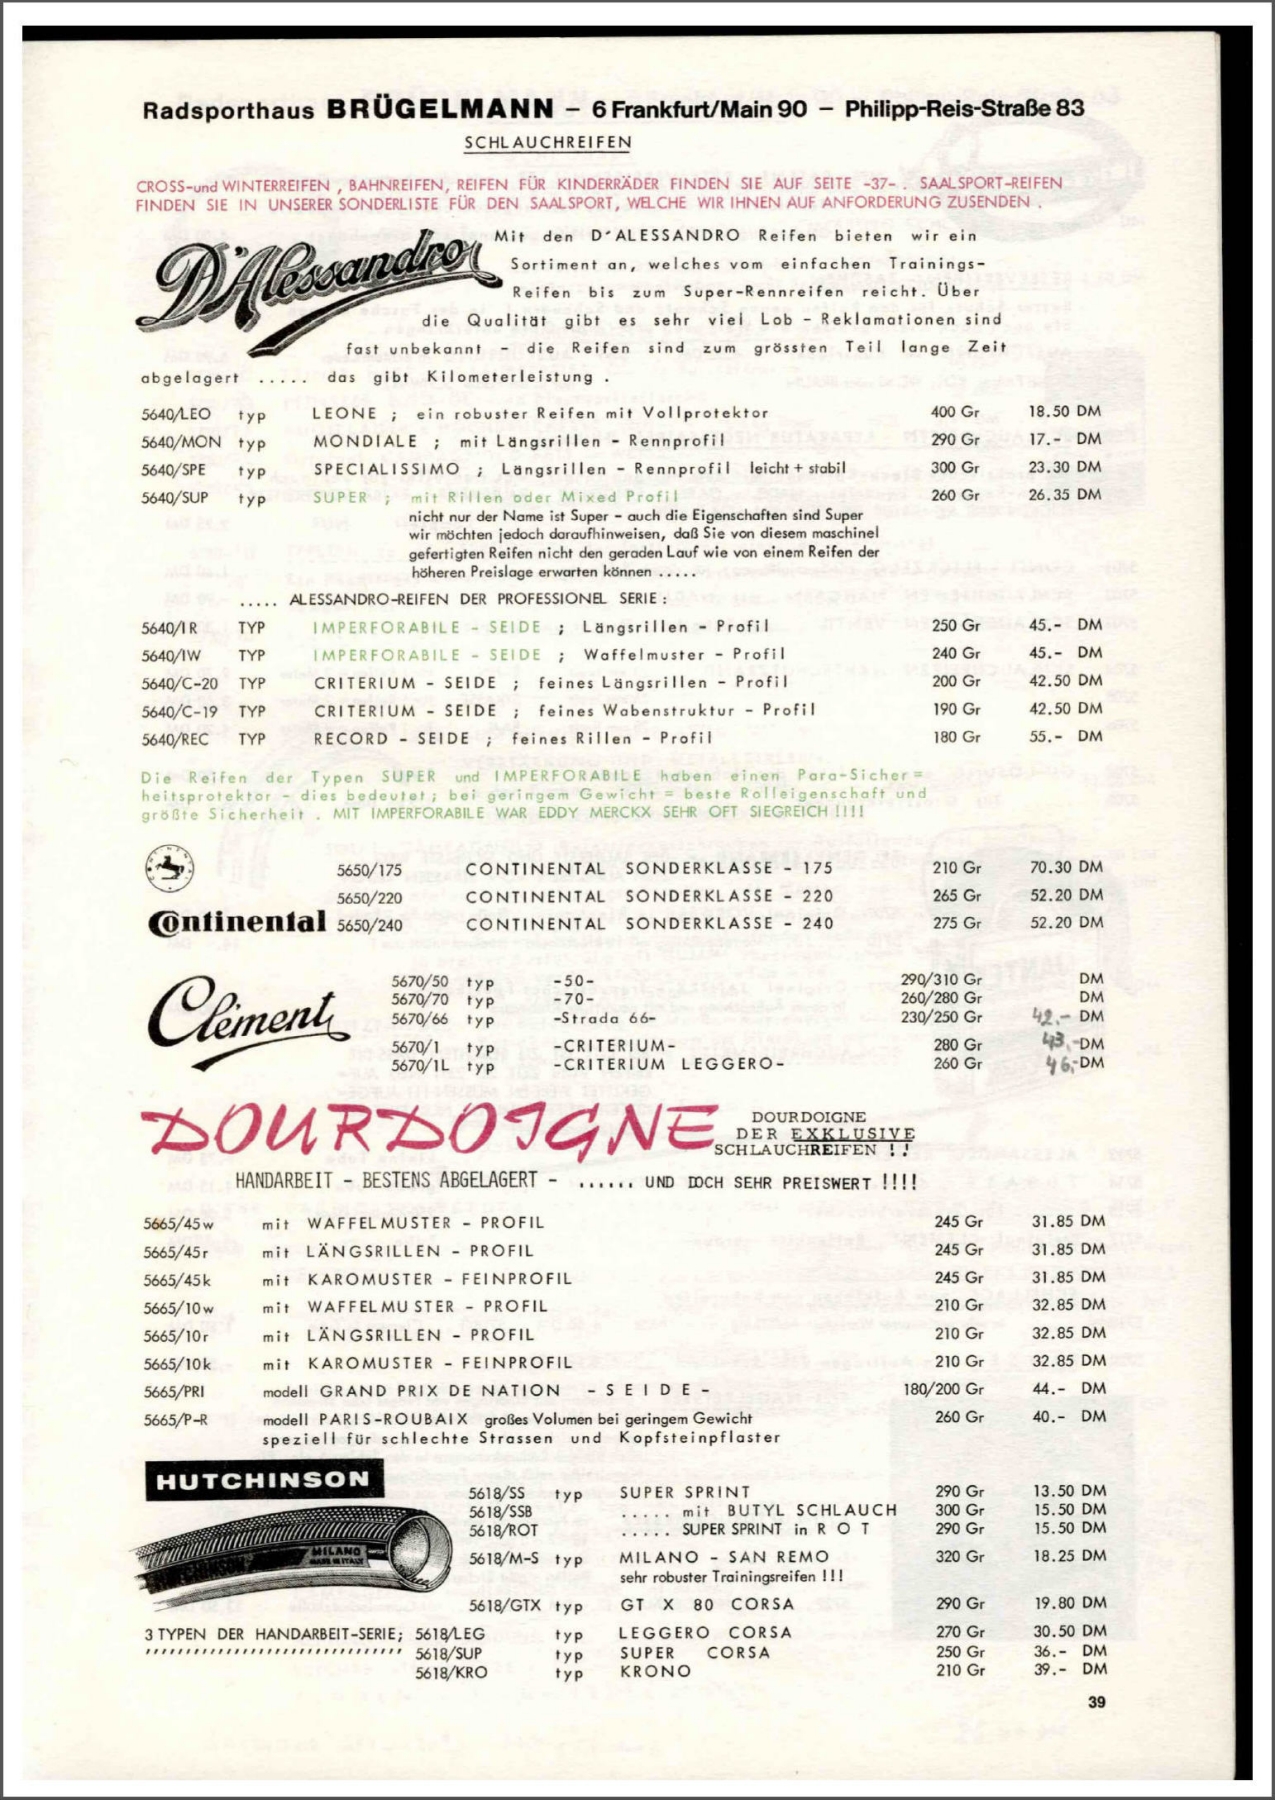 Radsporthaus BRÜGELMANN – 6 Frankfurt/Main 90 – Philipp-Reis-Straße 83
SCHLAUCHREIFEN
CROSS-und WINTERREIFEN , BAHNREIFEN, REIFEN FÜR KINDERRÄDER FINDEN SIE AUF SEITE -37- . SAALSPORT-REIFEN
FINDEN SIE IN UNSERER SONDERLISTE FÜR DEN SAALSPORT, WELCHE WIR IHNEN AUF ANFORDERUNG ZUSENDEN .
D'Alessandro
Mit den D'ALESSANDRO Reifen bieten wir ein
Sortiment an, welches vom einfachen Trainings-
Reifen bis zum Super-Rennreifen reicht. Über
die Qualität gibt es sehr viel Lob - Reklamationen sind
fast unbekannt - die Reifen sind zum grössten Teil lange Zeit
abgelagert ..... das gibt Kilometerleistung .
5640/LEO typ LEONE ; ein robuster Reifen mit Vollprotektor 400 Gr 18.50 DM
5640/MON typ MONDIALE ; mit Längsrillen - Rennprofil 290 Gr 17.- DM
5640/SPE typ SPECIALISSIMO ; Längsrillen - Rennprofil leicht + stabil 300 Gr 23.30 DM
5640/SUP typ SUPER ; mit Rillen oder Mixed Profil 260 Gr 26.35 DM
nicht nur der Name ist Super - auch die Eigenschaften sind Super
wir möchten jedoch daraufhinweisen, daß Sie von diesem maschinel
gefertigten Reifen nicht den geraden Lauf wie von einem Reifen der
höheren Preislage erwarten können .....
..... ALESSANDRO-REIFEN DER PROFESSIONEL SERIE :
5640/IR TYP IMPERFORABILE - SEIDE ; Längsrillen - Profil 250 Gr 45.- DM
5640/IW TYP IMPERFORABILE - SEIDE ; Waffelmuster - Profil 240 Gr 45.- DM
5640/C-20 TYP CRITERIUM - SEIDE ; feines Längsrillen - Profil 200 Gr 42.50 DM
5640/C-19 TYP CRITERIUM - SEIDE ; feines Wabenstruktur - Profil 190 Gr 42.50 DM
5640/REC TYP RECORD - SEIDE ; feines Rillen - Profil 180 Gr 55.- DM
Die Reifen der Typen SUPER und IMPERFORABILE haben einen Para-Sicher=
heitsprotektor - dies bedeutet ; bei geringem Gewicht = beste Rolleigenschaft und
größte Sicherheit . MIT IMPERFORABILE WAR EDDY MERCKX SEHR OFT SIEGREICH !!!!
Continental
5650/175 CONTINENTAL SONDERKLASSE - 175 210 Gr 70.30 DM
5650/220 CONTINENTAL SONDERKLASSE - 220 265 Gr 52.20 DM
5650/240 CONTINENTAL SONDERKLASSE - 240 275 Gr 52.20 DM
Clément
5670/50 typ -50- 290/310 Gr DM
5670/70 typ -70- 260/280 Gr DM
5670/66 typ -Strada 66- 230/250 Gr 42.- DM
5670/1 typ -CRITERIUM- 280 Gr 43.- DM
5670/1L typ -CRITERIUM LEGGERO- 260 Gr 46.- DM
DOURDOIGNE
DOURDOIGNE
DER EXKLUSIVE
SCHLAUCHREIFEN !!
HANDARBEIT - BESTENS ABGELAGERT - ...... UND DOCH SEHR PREISWERT !!!!
5665/45w mit WAFFELMUSTER - PROFIL 245 Gr 31.85 DM
5665/45r mit LÄNGSRILLEN - PROFIL 245 Gr 31.85 DM
5665/45k mit KAROMUSTER - FEINPROFIL 245 Gr 31.85 DM
5665/10w mit WAFFELMUSTER - PROFIL 210 Gr 32.85 DM
5665/10r mit LÄNGSRILLEN - PROFIL 210 Gr 32.85 DM
5665/10k mit KAROMUSTER - FEINPROFIL 210 Gr 32.85 DM
5665/PRI modell GRAND PRIX DE NATION - SEIDE - 180/200 Gr 44.- DM
5665/P-R modell PARIS-ROUBAIX großes Volumen bei geringem Gewicht 260 Gr 40.- DM
speziell für schlechte Strassen und Kopfsteinpflaster
HUTCHINSON
HUTCHINSON MILANO
MADE IN ITALY
5618/SS typ SUPER SPRINT 290 Gr 13.50 DM
5618/SSB ..... mit BUTYL SCHLAUCH 300 Gr 15.50 DM
5618/ROT ..... SUPER SPRINT in ROT 290 Gr 15.50 DM
5618/M-S typ MILANO - SAN REMO 320 Gr 18.25 DM
sehr robuster Trainingsreifen !!!
5618/GTX typ GT X 80 CORSA 290 Gr 19.80 DM
3 TYPEN DER HANDARBEIT-SERIE; 5618/LEG typ LEGGERO CORSA 270 Gr 30.50 DM
5618/SUP typ SUPER CORSA 250 Gr 36.- DM
5618/KRO typ KRONO 210 Gr 39.- DM
39